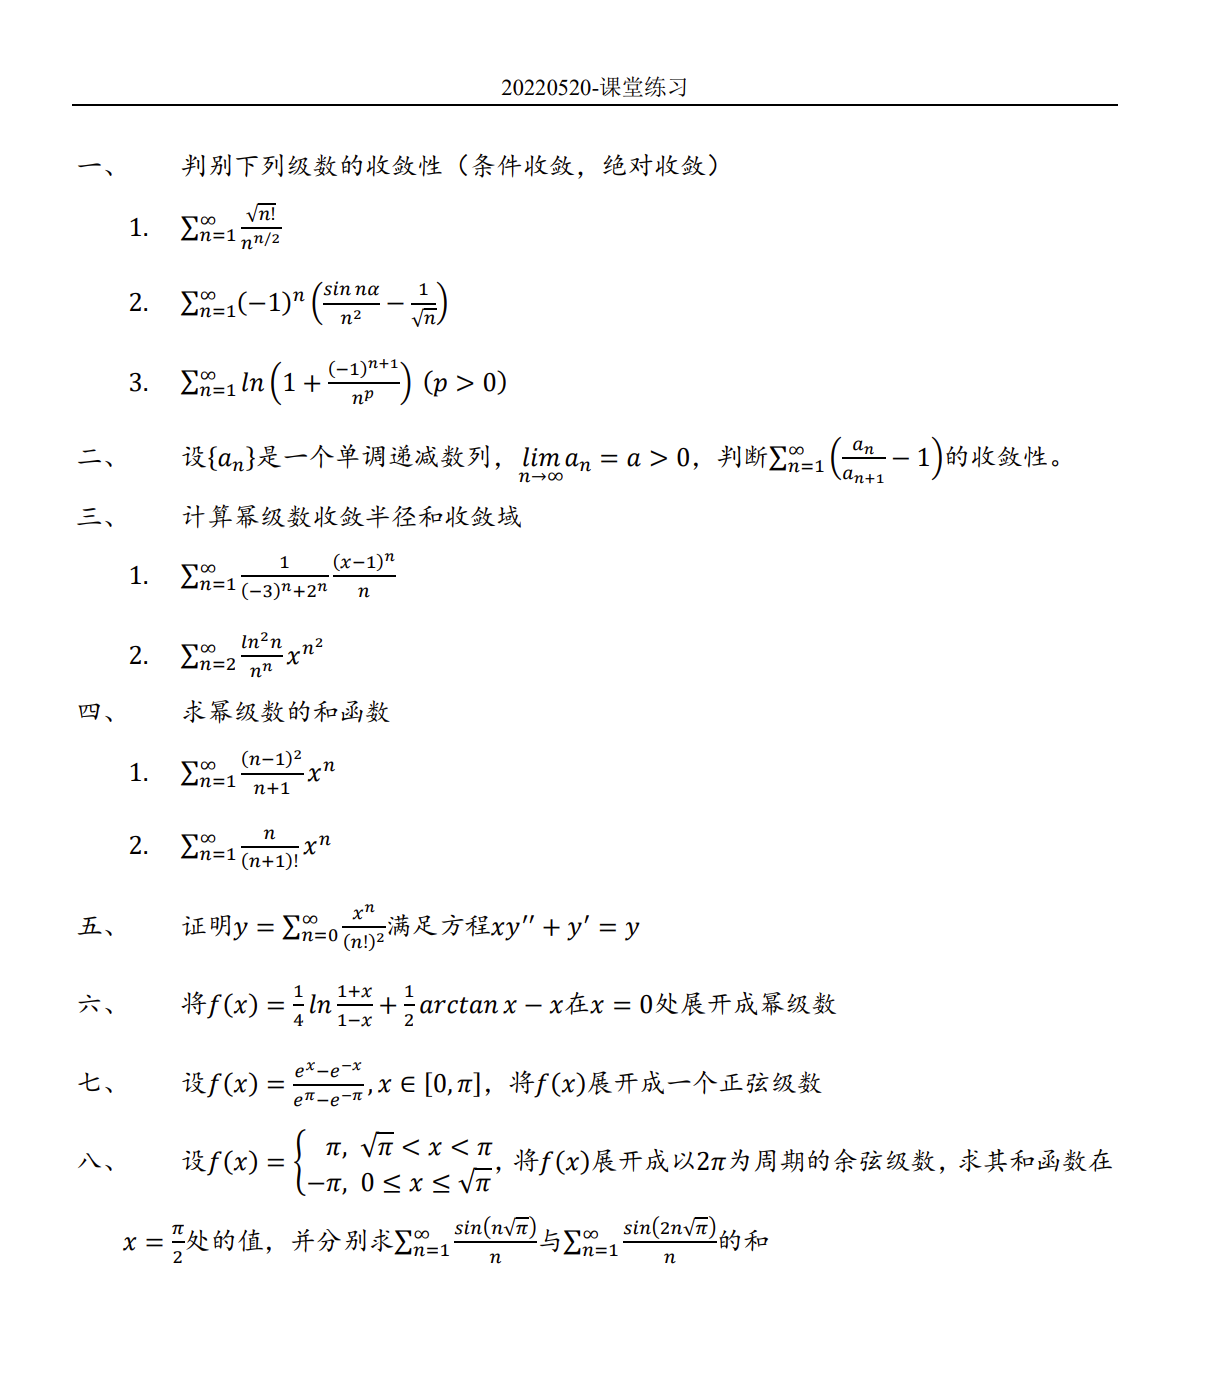 20220520-课堂练习
一、 判别下列级数的收敛性（条件收敛，绝对收敛）
1. $\sum_{n=1}^{\infty}\frac{\sqrt{n!}}{n^{n/2}}$
2. $\sum_{n=1}^{\infty}(-1)^n\left(\frac{sin\,n\alpha}{n^2}-\frac{1}{\sqrt{n}}\right)$
3. $\sum_{n=1}^{\infty}ln\left(1+\frac{(-1)^{n+1}}{n^p}\right)$ $(p>0)$
二、 设$\{a_n\}$是一个单调递减数列，$\lim_{n\to\infty}a_n=a>0$，判断$\sum_{n=1}^{\infty}\left(\frac{a_n}{a_{n+1}}-1\right)$的收敛性。
三、 计算幂级数收敛半径和收敛域
1. $\sum_{n=1}^{\infty}\frac{1}{(-3)^n+2^n}\frac{(x-1)^n}{n}$
2. $\sum_{n=2}^{\infty}\frac{ln^2n}{n^n}x^{n^2}$
四、 求幂级数的和函数
1. $\sum_{n=1}^{\infty}\frac{(n-1)^2}{n+1}x^n$
2. $\sum_{n=1}^{\infty}\frac{n}{(n+1)!}x^n$
五、 证明$y=\sum_{n=0}^{\infty}\frac{x^n}{(n!)^2}$满足方程$xy''+y'=y$
六、 将$f(x)=\frac{1}{4}ln\frac{1+x}{1-x}+\frac{1}{2}arctan\,x-x$在$x=0$处展开成幂级数
七、 设$f(x)=\frac{e^x-e^{-x}}{e^{\pi}-e^{-\pi}},x\in[0,\pi]$，将$f(x)$展开成一个正弦级数
八、 设$f(x)=\begin{cases}\pi,\ \sqrt{\pi}<x<\pi\\-\pi,\ 0\le x\le\sqrt{\pi}\end{cases}$，将$f(x)$展开成以$2\pi$为周期的余弦级数，求其和函数在
$x=\frac{\pi}{2}$处的值，并分别求$\sum_{n=1}^{\infty}\frac{sin(n\sqrt{\pi})}{n}$与$\sum_{n=1}^{\infty}\frac{sin(2n\sqrt{\pi})}{n}$的和